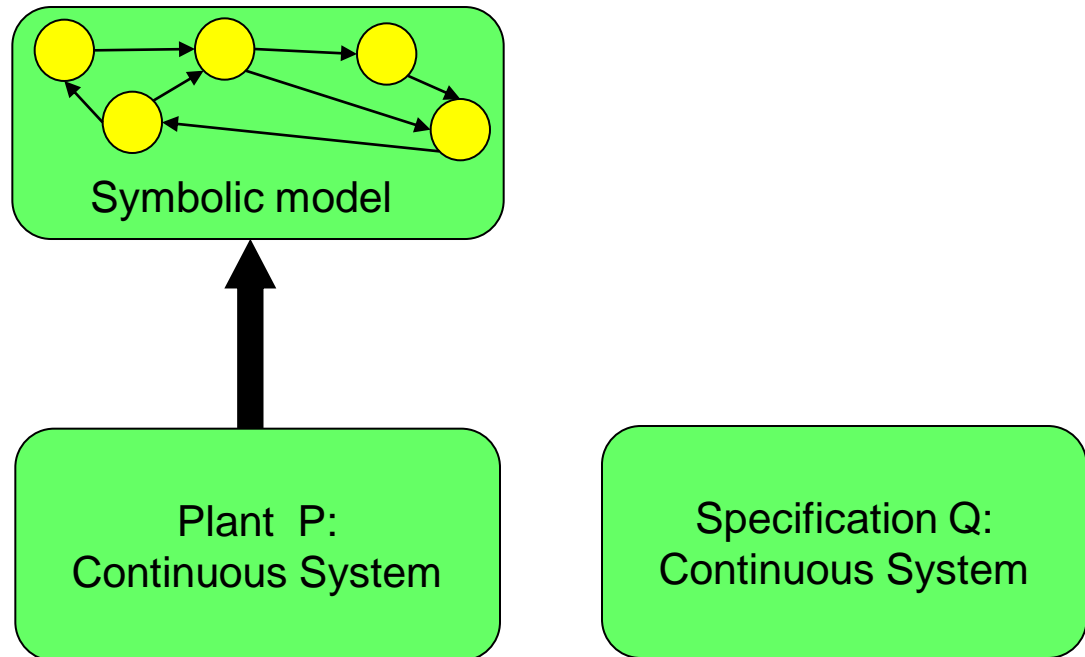 Symbolic model
Plant P:
Continuous System
Specification Q:
Continuous System